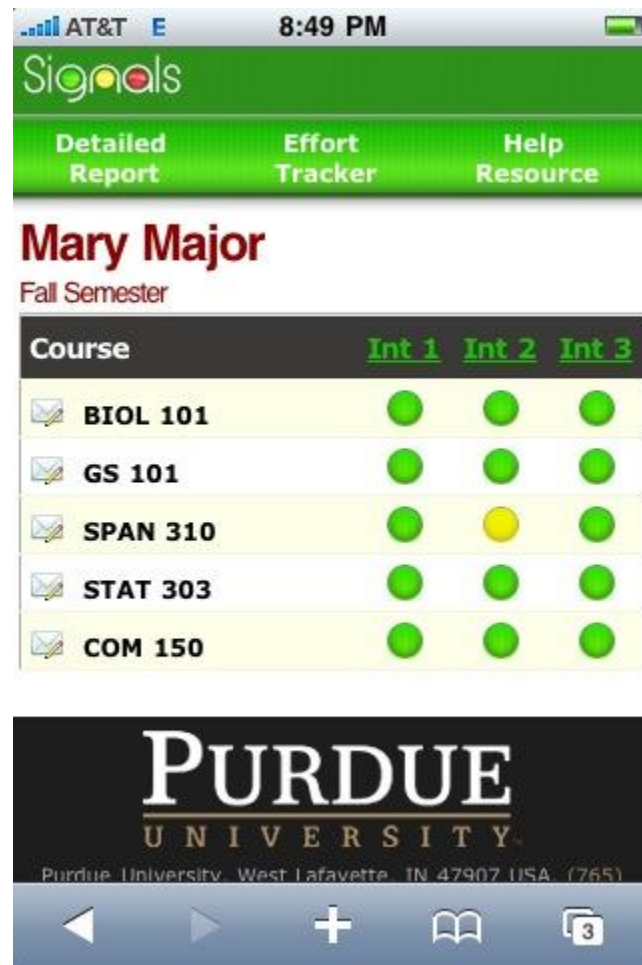 AT&T E 8:49 PM
Signals
Detailed Report Effort Tracker Help Resource
Mary Major
Fall Semester
Course Int 1 Int 2 Int 3
BIOL 101
GS 101
SPAN 310
STAT 303
COM 150
PURDUE
UNIVERSITY
Purdue University, West Lafayette, IN 47907 USA, (765)
3